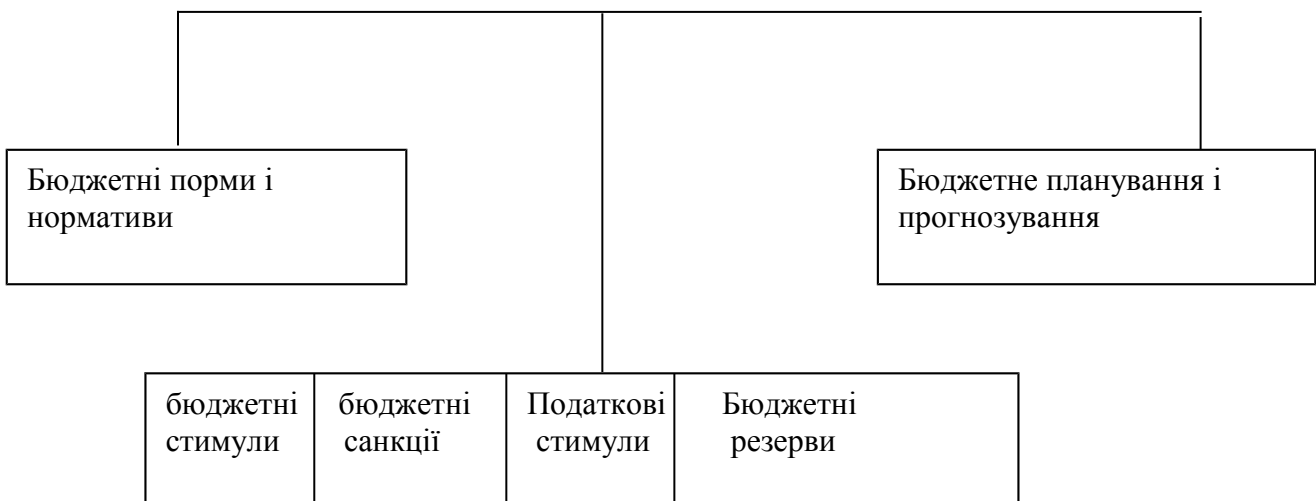 Бюджетні порми і
нормативи
Бюджетне планування і
прогнозування
бюджетні
стимули
бюджетні
санкції
Податкові
стимули
Бюджетні
резерви